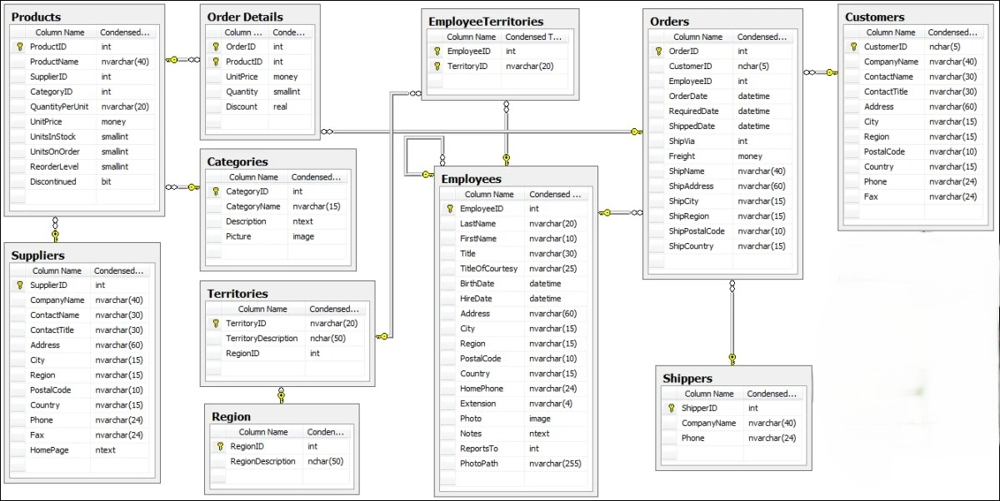 Products
Column Name Condensed...
ProductID int
ProductName nvarchar(40)
SupplierID int
CategoryID int
QuantityPerUnit nvarchar(20)
UnitPrice money
UnitsInStock smallint
UnitsOnOrder smallint
ReorderLevel smallint
Discontinued bit
Order Details
Column ... Conde...
OrderID int
ProductID int
UnitPrice money
Quantity smallint
Discount real
EmployeeTerritories
Column Name Condensed T...
EmployeeID int
TerritoryID nvarchar(20)
Orders
Column Name Condensed...
OrderID int
CustomerID nchar(5)
EmployeeID int
OrderDate datetime
RequiredDate datetime
ShippedDate datetime
ShipVia int
Freight money
ShipName nvarchar(40)
ShipAddress nvarchar(60)
ShipCity nvarchar(15)
ShipRegion nvarchar(15)
ShipPostalCode nvarchar(10)
ShipCountry nvarchar(15)
Customers
Column Name Condensed...
CustomerID nchar(5)
CompanyName nvarchar(40)
ContactName nvarchar(30)
ContactTitle nvarchar(30)
Address nvarchar(60)
City nvarchar(15)
Region nvarchar(15)
PostalCode nvarchar(10)
Country nvarchar(15)
Phone nvarchar(24)
Fax nvarchar(24)
Categories
Column Name Condensed...
CategoryID int
CategoryName nvarchar(15)
Description ntext
Picture image
Employees
Column Name Condensed ...
EmployeeID int
LastName nvarchar(20)
FirstName nvarchar(10)
Title nvarchar(30)
TitleOfCourtesy nvarchar(25)
BirthDate datetime
HireDate datetime
Address nvarchar(60)
City nvarchar(15)
Region nvarchar(15)
PostalCode nvarchar(10)
Country nvarchar(15)
HomePhone nvarchar(24)
Extension nvarchar(4)
Photo image
Notes ntext
ReportsTo int
PhotoPath nvarchar(255)
Suppliers
Column Name Condensed...
SupplierID int
CompanyName nvarchar(40)
ContactName nvarchar(30)
ContactTitle nvarchar(30)
Address nvarchar(60)
City nvarchar(15)
Region nvarchar(15)
PostalCode nvarchar(10)
Country nvarchar(15)
Phone nvarchar(24)
Fax nvarchar(24)
HomePage ntext
Territories
Column Name Condensed...
TerritoryID nvarchar(20)
TerritoryDescription nchar(50)
RegionID int
Shippers
Column Name Condensed...
ShipperID int
CompanyName nvarchar(40)
Phone nvarchar(24)
Region
Column Name Conden...
RegionID int
RegionDescription nchar(50)